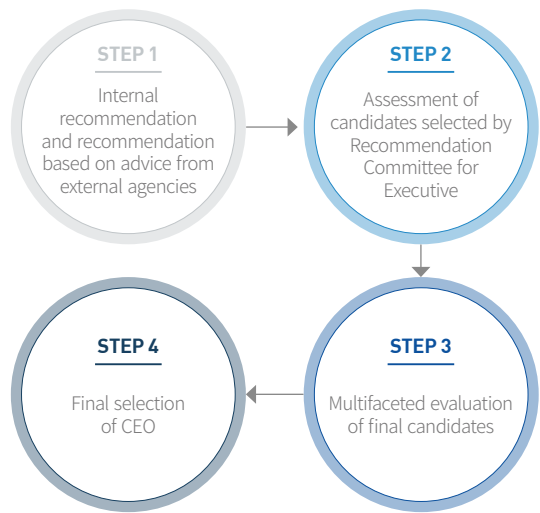 STEP 1
Internal
recommendation
and recommendation
based on advice from
external agencies
STEP 2
Assessment of
candidates selected by
Recommendation
Committee for
Executive
STEP 3
Multifaceted evaluation
of final candidates
STEP 4
Final selection
of CEO